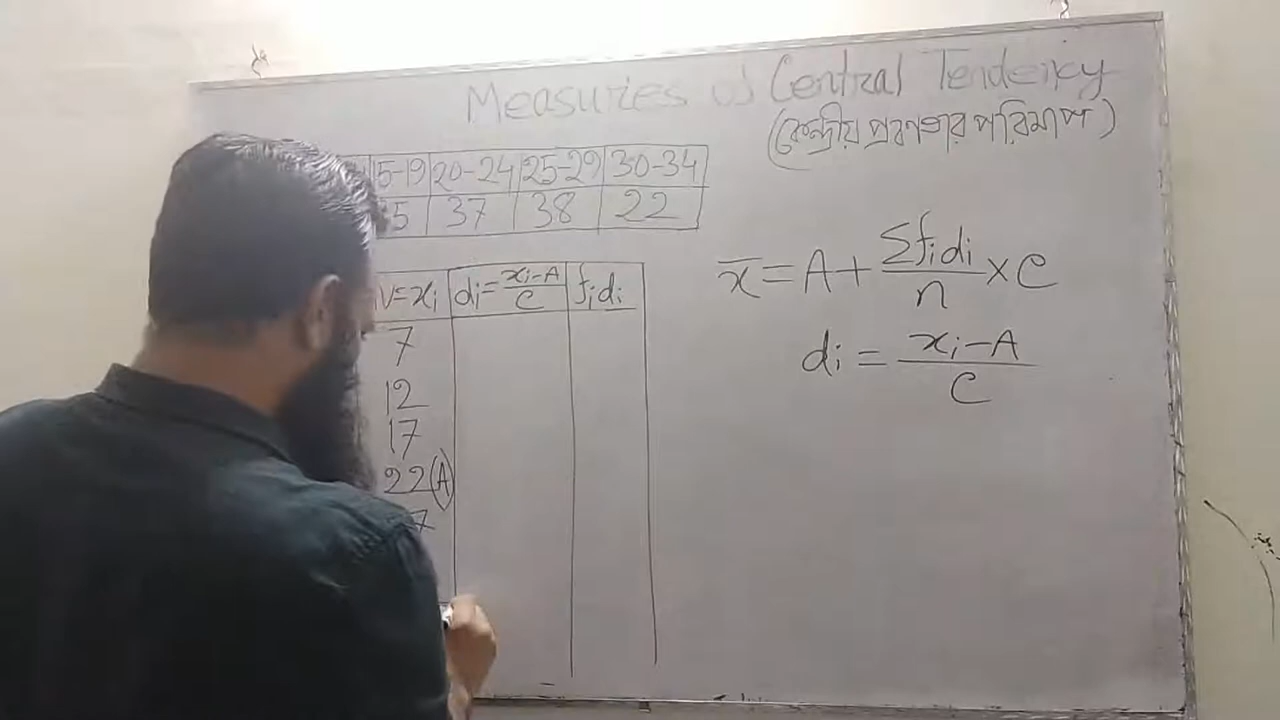 Measures of Central Tendency
(কেন্দ্রীয় প্রবণতার পরিমাপ)
5-19 20-24 25-29 30-34
5 37 38 22
V=xᵢ dᵢ=(xᵢ-A)/C fᵢdᵢ
7
12
17
22(A)
7
x̄=A+(Σfᵢdᵢ)/n×C
dᵢ=(xᵢ-A)/C